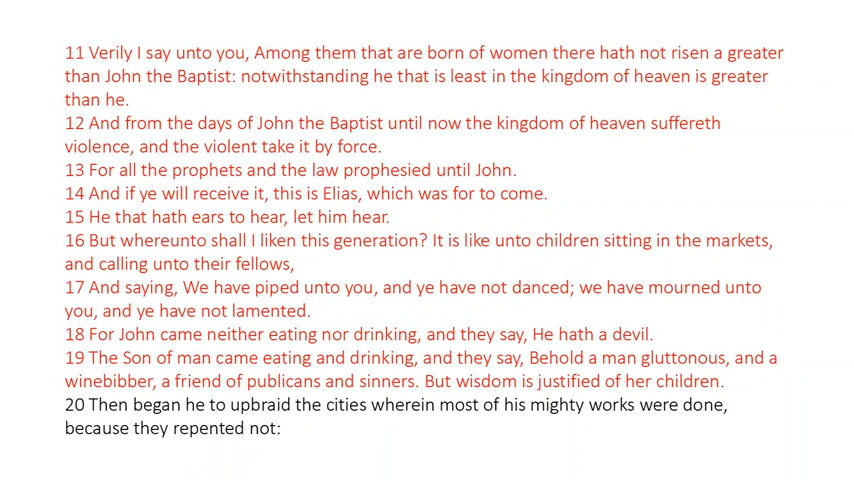 11 Verily I say unto you, Among them that are born of women there hath not risen a greater
than John the Baptist: notwithstanding he that is least in the kingdom of heaven is greater
than he.
12 And from the days of John the Baptist until now the kingdom of heaven suffereth
violence, and the violent take it by force.
13 For all the prophets and the law prophesied until John.
14 And if ye will receive it, this is Elias, which was for to come.
15 He that hath ears to hear, let him hear.
16 But whereunto shall I liken this generation? It is like unto children sitting in the markets,
and calling unto their fellows,
17 And saying, We have piped unto you, and ye have not danced; we have mourned unto
you, and ye have not lamented.
18 For John came neither eating nor drinking, and they say, He hath a devil.
19 The Son of man came eating and drinking, and they say, Behold a man gluttonous, and a
winebibber, a friend of publicans and sinners. But wisdom is justified of her children.
20 Then began he to upbraid the cities wherein most of his mighty works were done,
because they repented not: